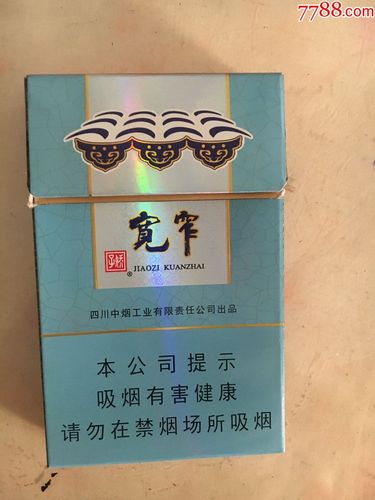 7788.com
宽窄
娇子
® JIAOZI KUANZHAI
四川中烟工业有限责任公司出品
本公司提示
吸烟有害健康
请勿在禁烟场所吸烟